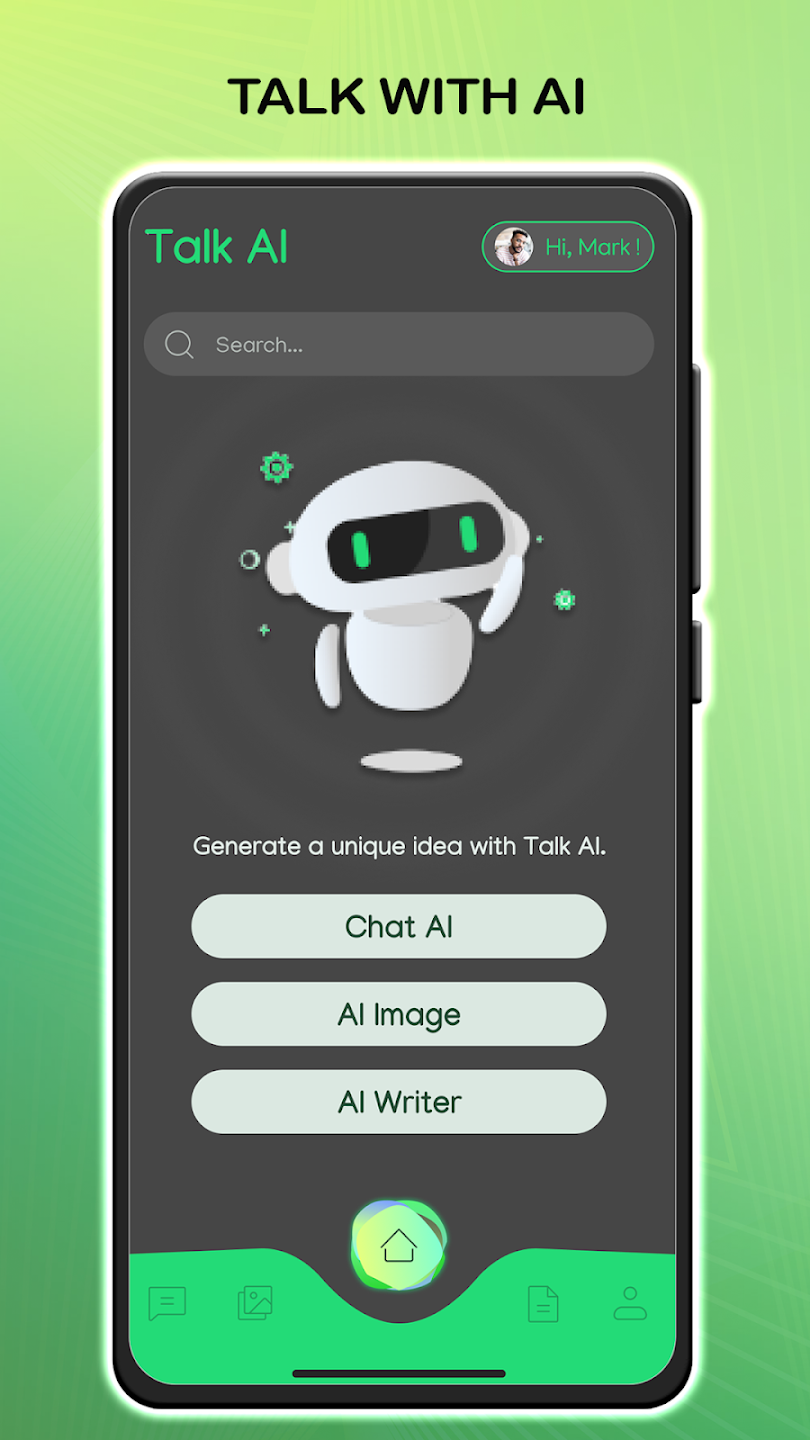 TALK WITH AI
Talk AI
Hi, Mark !
Search...
Generate a unique idea with Talk AI.
Chat AI
AI Image
AI Writer